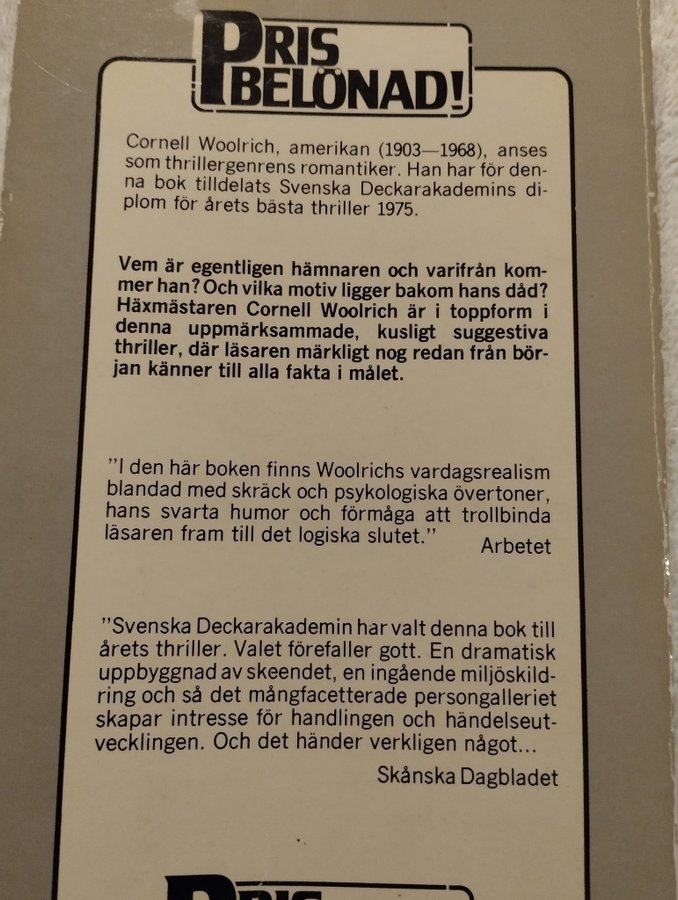 PRIS
BELÖNAD!
Cornell Woolrich, amerikan (1903—1968), anses
som thrillergenrens romantiker. Han har för den-
na bok tilldelats Svenska Deckarakademins di-
plom för årets bästa thriller 1975.
Vem är egentligen hämnaren och varifrån kom-
mer han? Och vilka motiv ligger bakom hans dåd?
Häxmästaren Cornell Woolrich är i toppform i
denna uppmärksammade, kusligt suggestiva
thriller, där läsaren märkligt nog redan från bör-
jan känner till alla fakta i målet.
”I den här boken finns Woolrichs vardagsrealism
blandad med skräck och psykologiska övertoner,
hans svarta humor och förmåga att trollbinda
läsaren fram till det logiska slutet.”
Arbetet
”Svenska Deckarakademin har valt denna bok till
årets thriller. Valet förefaller gott. En dramatisk
uppbyggnad av skeendet, en ingående miljöskild-
ring och så det mångfacetterade persongalleriet
skapar intresse för handlingen och händelseut-
vecklingen. Och det händer verkligen något...
Skånska Dagbladet
PRIS